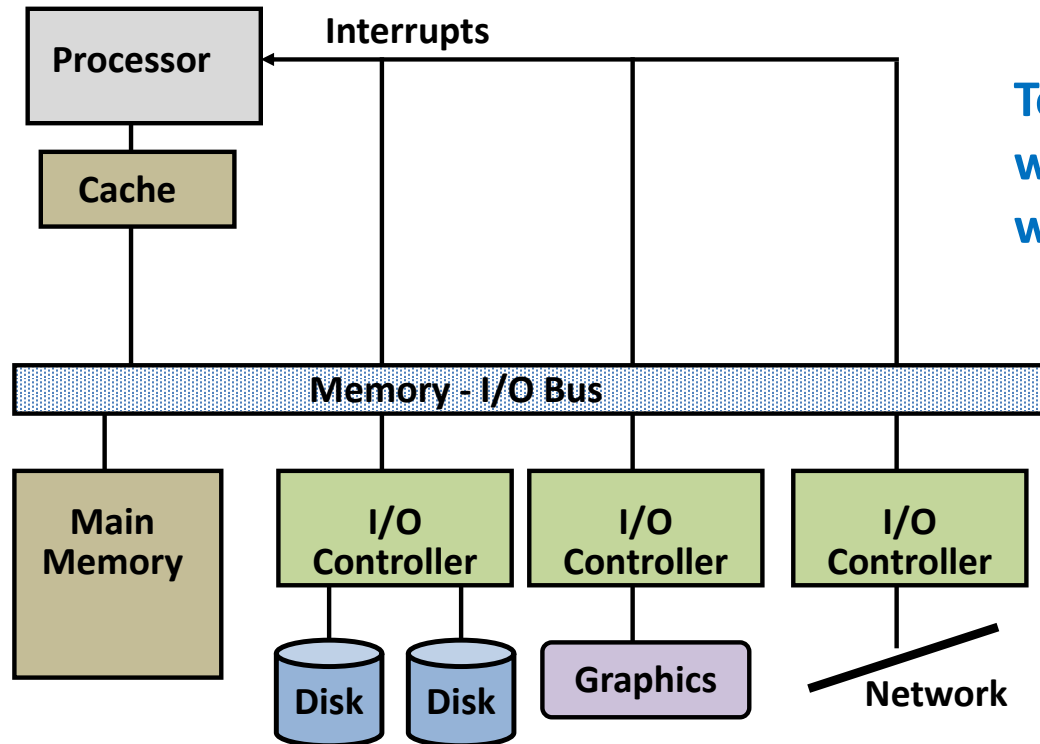 Interrupts
Processor
Cache
Memory - I/O Bus
Main
Memory
I/O
Controller
I/O
Controller
I/O
Controller
Disk
Disk
Graphics
Network